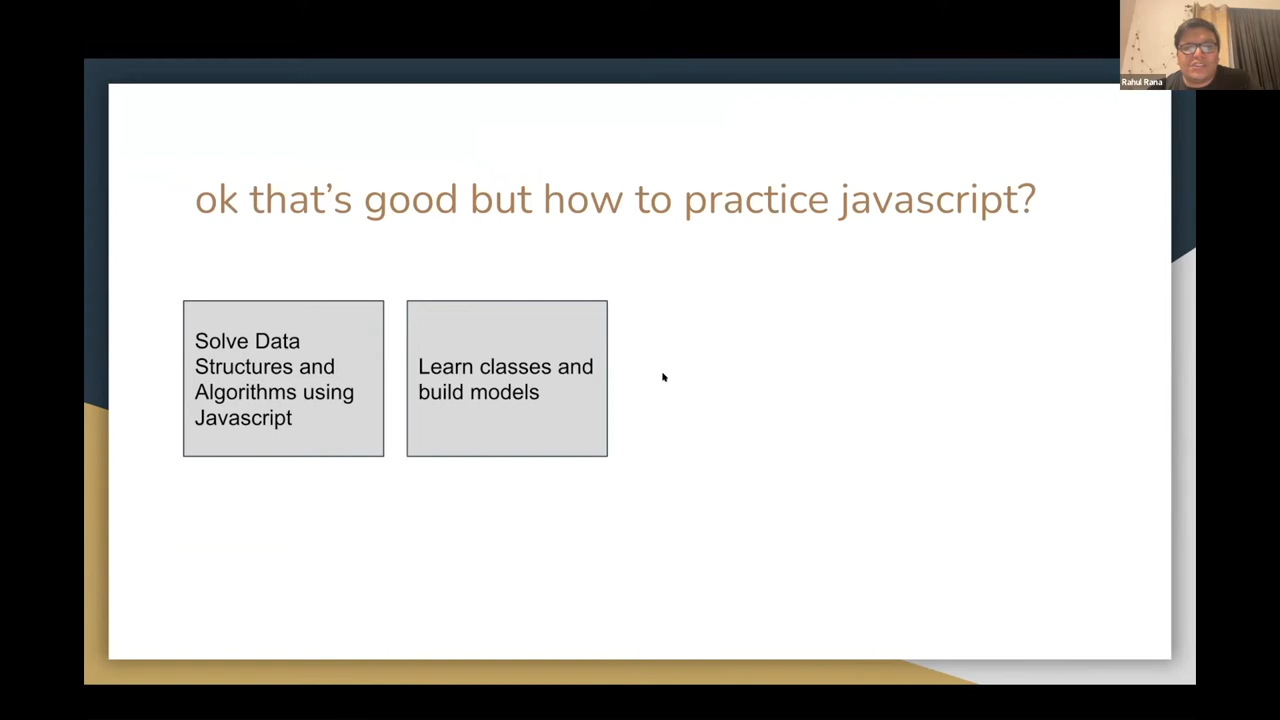 Rahul Rana
ok that's good but how to practice javascript?
Solve Data
Structures and
Algorithms using
Javascript
Learn classes and
build models